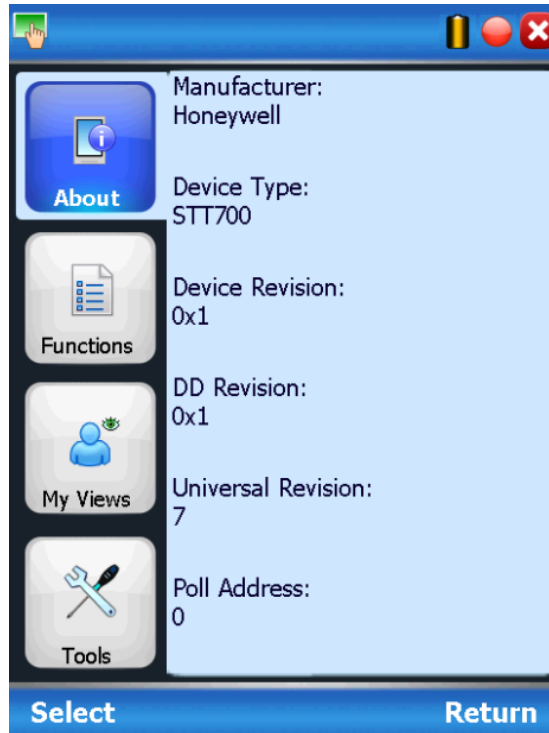 About
Functions
My Views
Tools
Manufacturer:
Honeywell
Device Type:
STT700
Device Revision:
0x1
DD Revision:
0x1
Universal Revision:
7
Poll Address:
0
Select
Return